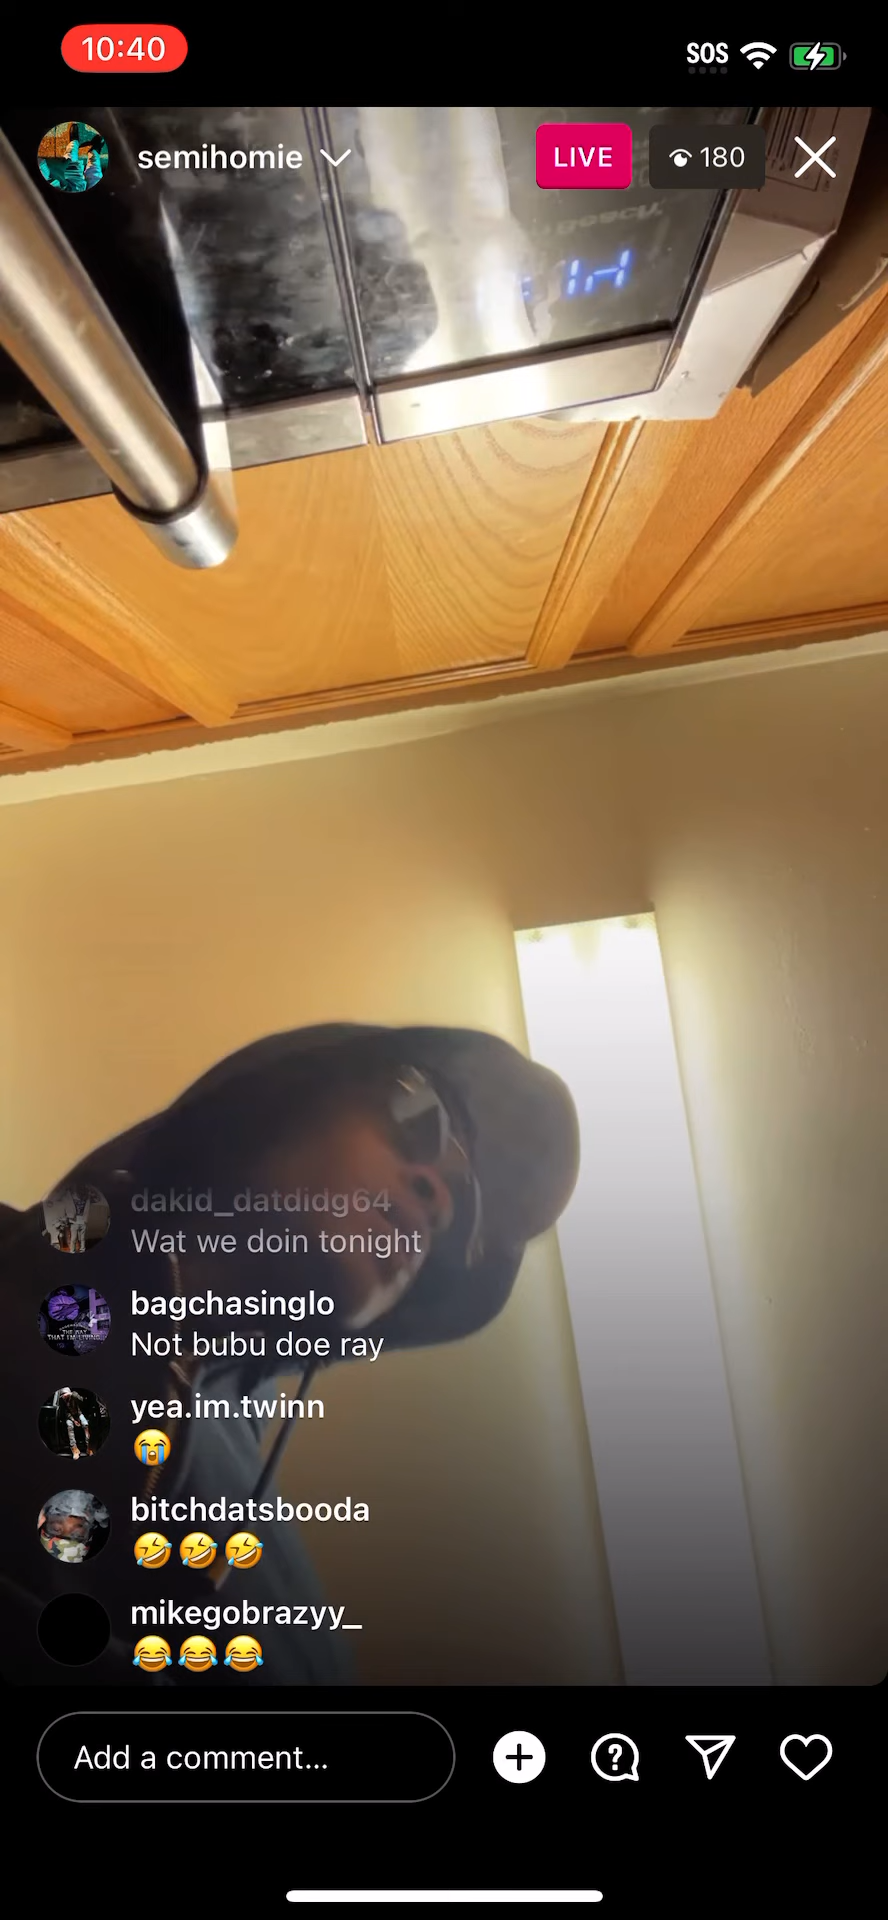 10:40
SOS
semihomie
LIVE
180
dakid_datdidg64
Wat we doin tonight
bagchasinglo
Not bubu doe ray
yea.im.twinn
😭
bitchdatsbooda
🤣🤣🤣
mikegobrazyy_
😂😂😂
Add a comment...